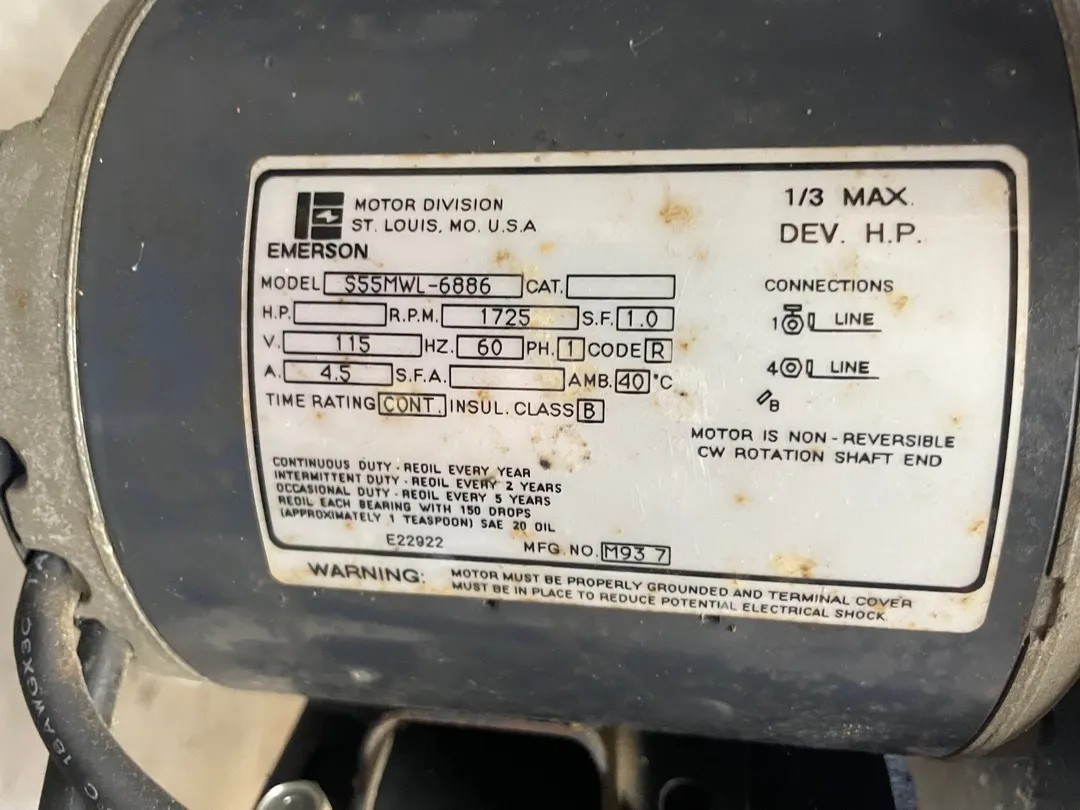 MOTOR DIVISION
ST. LOUIS, MO. U.S.A
EMERSON
1/3 MAX.
DEV. H.P.
MODEL S55MWL-6886 CAT.
H.P. R.P.M. 1725 S.F. 1.0
V. 115 HZ. 60 PH. 1 CODE R
A. 4.5 S.F.A. AMB. 40 °C
TIME RATING CONT. INSUL. CLASS B
CONNECTIONS
1 LINE
4 LINE
B
MOTOR IS NON-REVERSIBLE
CW ROTATION SHAFT END
CONTINUOUS DUTY - REOIL EVERY YEAR
INTERMITTENT DUTY - REOIL EVERY 2 YEARS
OCCASIONAL DUTY - REOIL EVERY 5 YEARS
REOIL EACH BEARING WITH 150 DROPS
(APPROXIMATELY 1 TEASPOON) SAE 20 OIL
E22922
MFG. NO. M93 7
WARNING: MOTOR MUST BE PROPERLY GROUNDED AND TERMINAL COVER
MUST BE IN PLACE TO REDUCE POTENTIAL ELECTRICAL SHOCK.
C 18AWGX3C